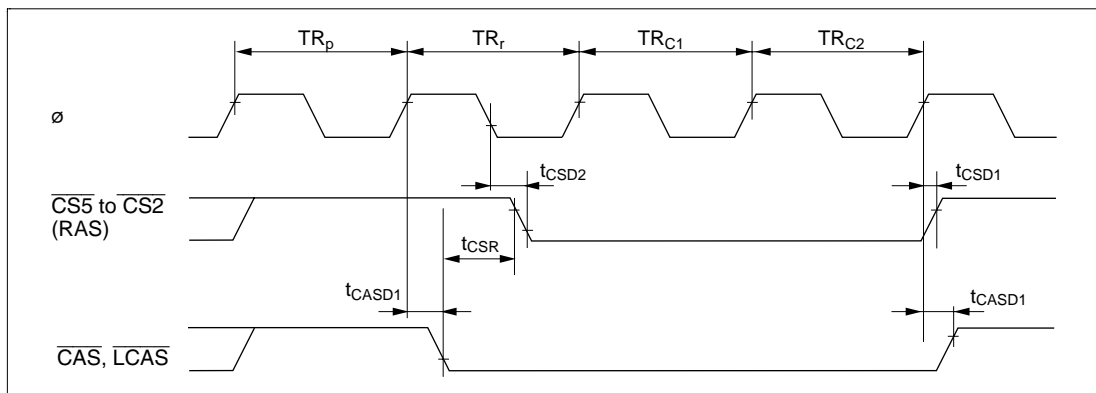 TRp TRr TRC1 TRC2
ø
tCSD2 tCSD1
CS5 to CS2
(RAS)
tCSR
tCASD1 tCASD1
CAS, LCAS